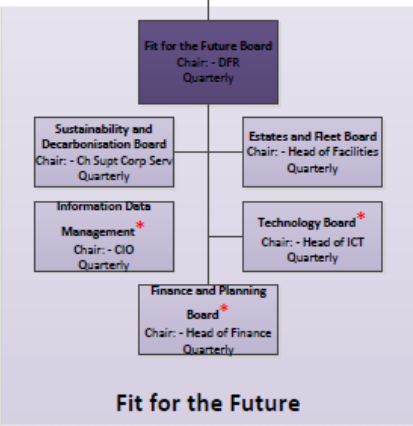 Fit for the Future Board
Chair: - DFR
Quarterly
Sustainability and
Decarbonisation Board
Chair: - Ch Supt Corp Serv
Quarterly
Estates and Fleet Board
Chair: - Head of Facilities
Quarterly
Information Data
Management*
Chair: - CIO
Quarterly
Technology Board*
Chair: - Head of ICT
Quarterly
Finance and Planning
Board*
Chair: - Head of Finance
Quarterly
Fit for the Future